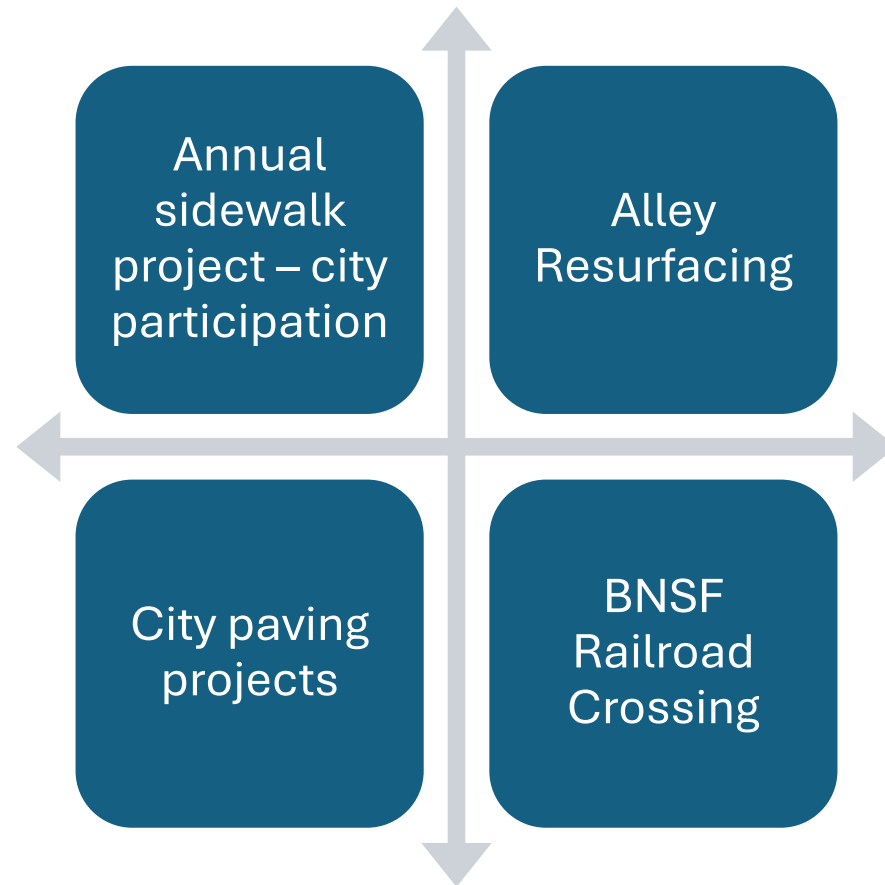 Annual
sidewalk
project – city
participation
Alley
Resurfacing
City paving
projects
BNSF
Railroad
Crossing